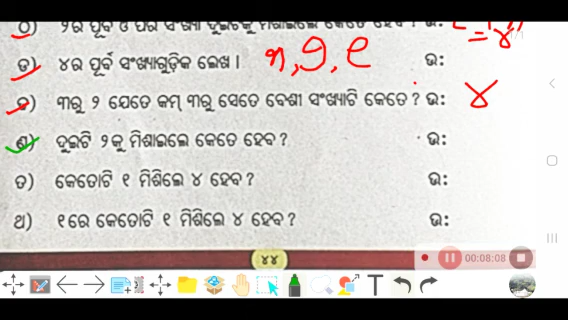 ୪ର ପୂର୍ବ ସଂଖ୍ୟାଗୁଡ଼ିକ ଲେଖ । ୩, ୨, ୧ ଉ:
୩ରୁ ୨ ଯେତେ କମ୍ ୩ରୁ ସେତେ ବେଶୀ ସଂଖ୍ୟାଟି କେତେ ? ଉ: ୪
ଣ) ଦୁଇଟି ୨କୁ ମିଶାଇଲେ କେତେ ହେବ ? ଉ:
ତ) କେତୋଟି ୧ ମିଶିଲେ ୪ ହେବ ? ଉ:
ଥ) ୧ରେ କେତୋଟି ୧ ମିଶିଲେ ୪ ହେବ ? ଉ:
୪୪
00:08:08
T